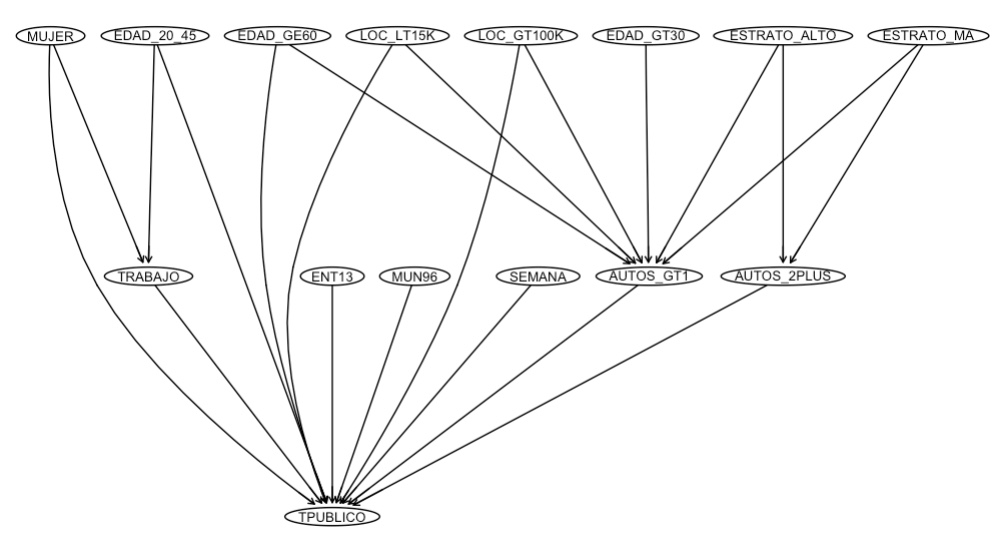 MUJER
EDAD_20_45
EDAD_GE60
LOC_LT15K
LOC_GT100K
EDAD_GT30
ESTRATO_ALTO
ESTRATO_MA
TRABAJO
ENT13
MUN96
SEMANA
AUTOS_GT1
AUTOS_2PLUS
TPUBLICO